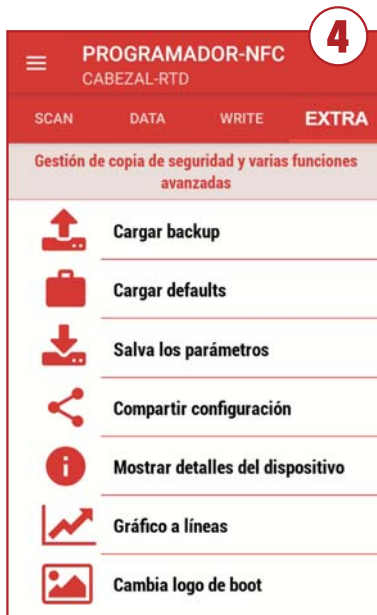 4
PROGRAMADOR-NFC
CABEZAL-RTD
SCAN DATA WRITE EXTRA
Gestión de copia de seguridad y varias funciones
avanzadas
Cargar backup
Cargar defaults
Salva los parámetros
Compartir configuración
Mostrar detalles del dispositivo
Gráfico a líneas
Cambia logo de boot